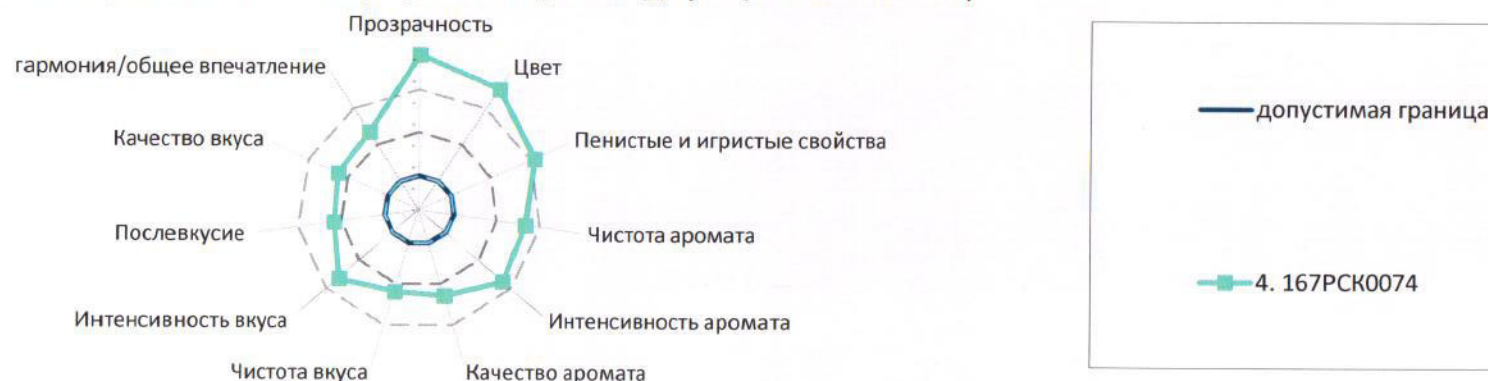 Прозрачность
гармония/общее впечатление
Цвет
Качество вкуса
Пенистые и игристые свойства
Послевкусие
Чистота аромата
Интенсивность вкуса
Интенсивность аромата
Чистота вкуса
Качество аромата
допустимая граница
4. 167РСК0074